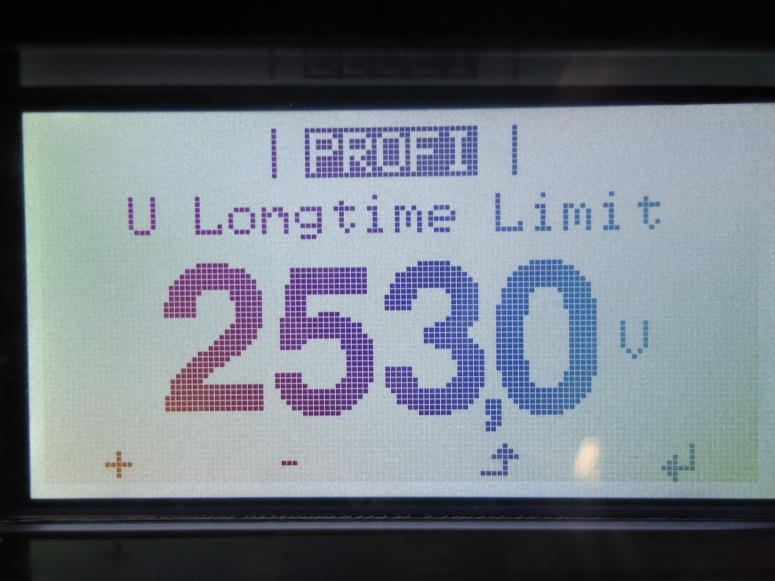 | PROFI |
U Longtime Limit
253,0 V
+ -